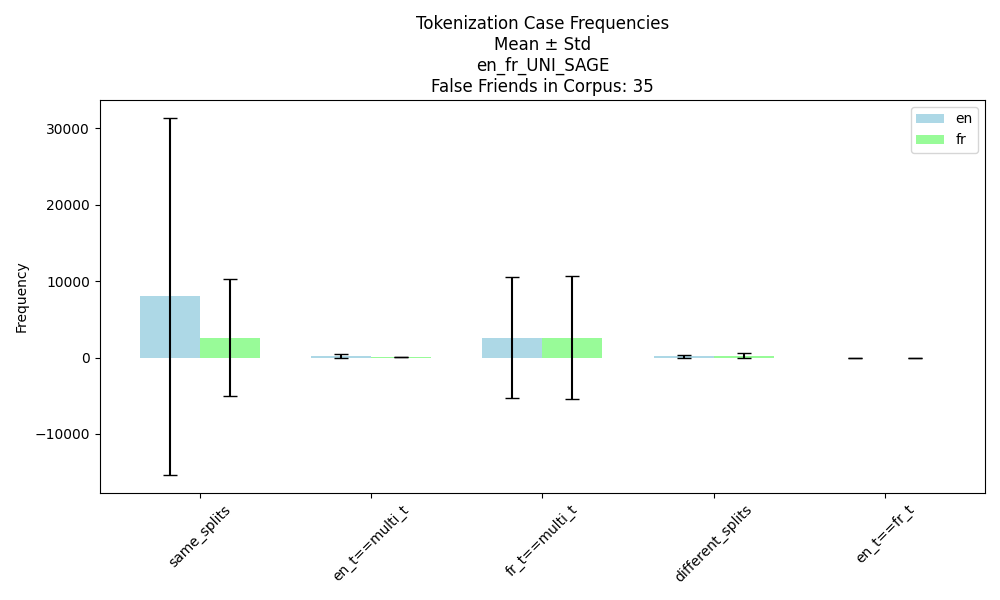 Tokenization Case Frequencies
Mean ± Std
en_fr_UNI_SAGE
False Friends in Corpus: 35
en
fr
30000
20000
10000
0
−10000
Frequency
same_splits
en_t==multi_t
fr_t==multi_t
different_splits
en_t==fr_t